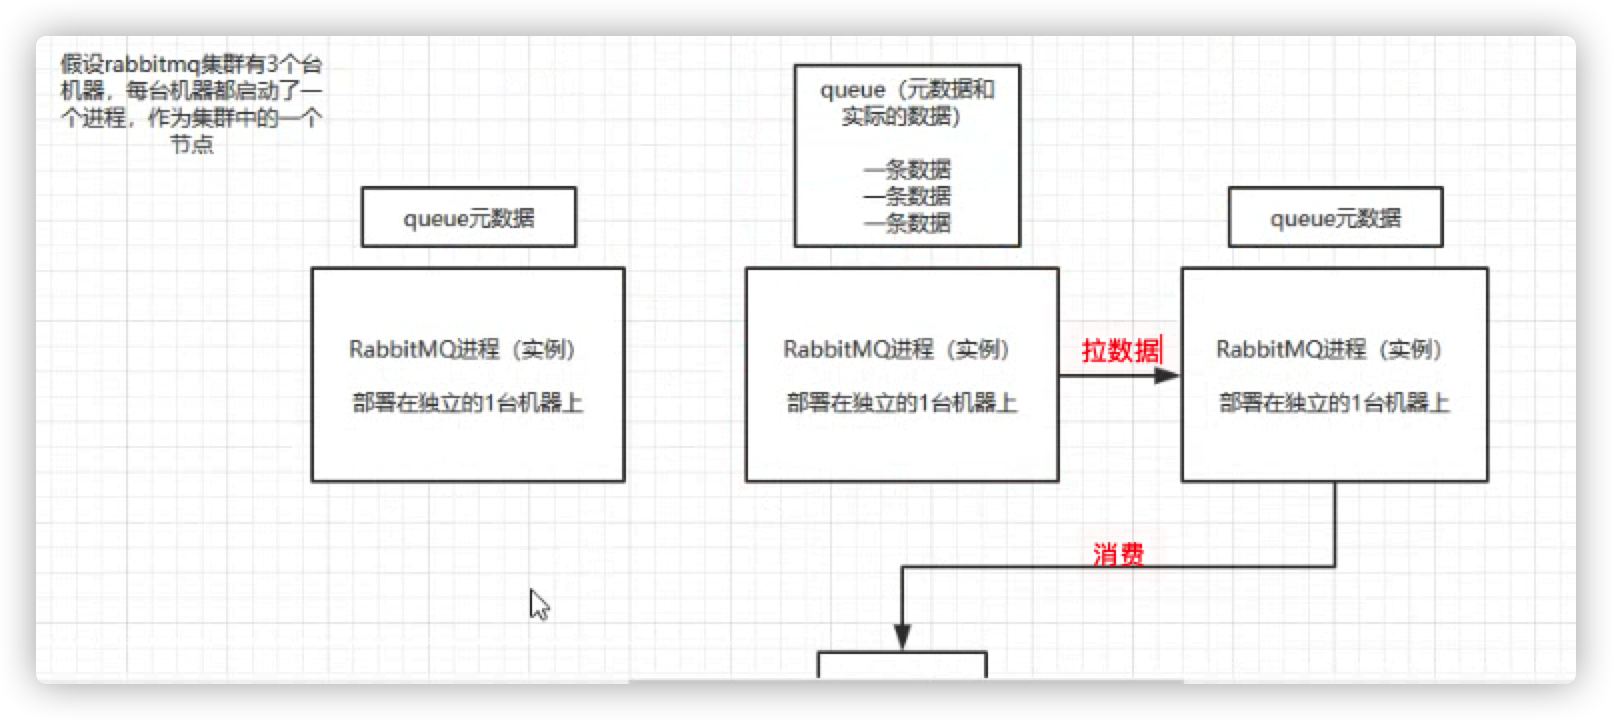 假设rabbitmq集群有3个台
机器，每台机器都启动了一
个进程，作为集群中的一个
节点
queue（元数据和
实际的数据）
一条数据
一条数据
一条数据
queue元数据
queue元数据
RabbitMQ进程（实例）
部署在独立的1台机器上
RabbitMQ进程（实例）
部署在独立的1台机器上
拉数据
RabbitMQ进程（实例）
部署在独立的1台机器上
消费